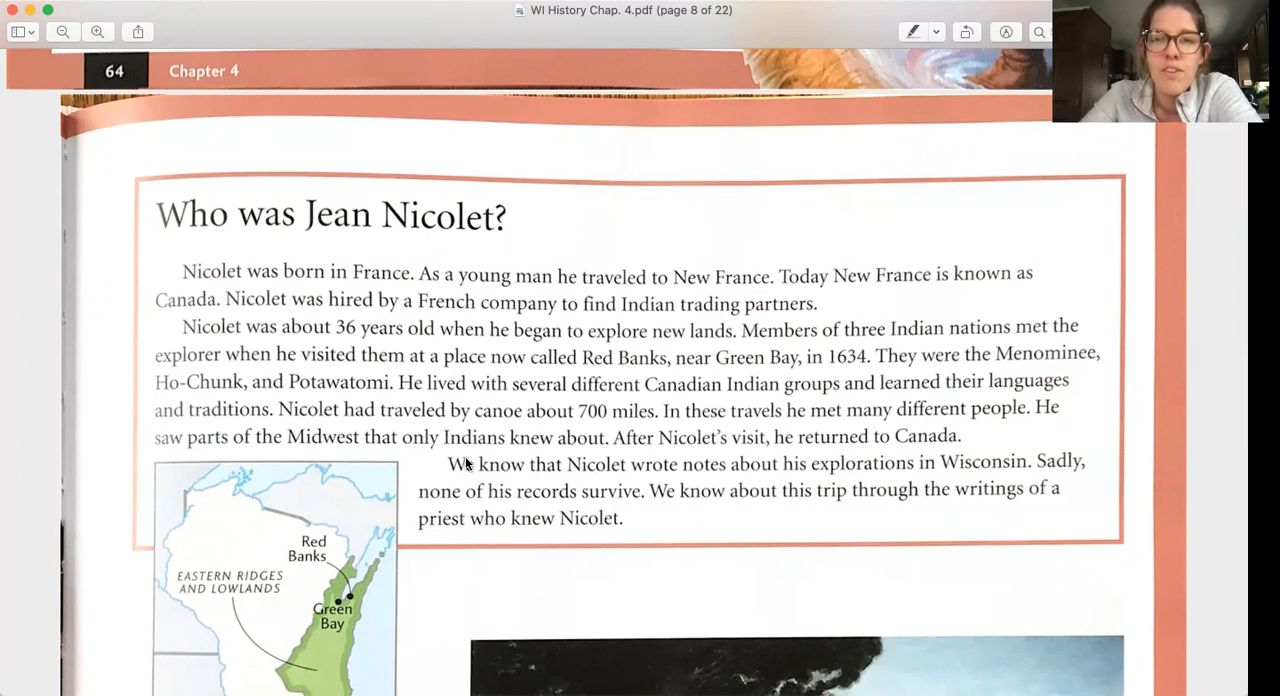 WI History Chap. 4.pdf (page 8 of 22)
64 Chapter 4
Who was Jean Nicolet?
Nicolet was born in France. As a young man he traveled to New France. Today New France is known as
Canada. Nicolet was hired by a French company to find Indian trading partners.
Nicolet was about 36 years old when he began to explore new lands. Members of three Indian nations met the
explorer when he visited them at a place now called Red Banks, near Green Bay, in 1634. They were the Menominee,
Ho-Chunk, and Potawatomi. He lived with several different Canadian Indian groups and learned their languages
and traditions. Nicolet had traveled by canoe about 700 miles. In these travels he met many different people. He
saw parts of the Midwest that only Indians knew about. After Nicolet's visit, he returned to Canada.
We know that Nicolet wrote notes about his explorations in Wisconsin. Sadly,
none of his records survive. We know about this trip through the writings of a
priest who knew Nicolet.
Red
Banks
EASTERN RIDGES
AND LOWLANDS
Green
Bay